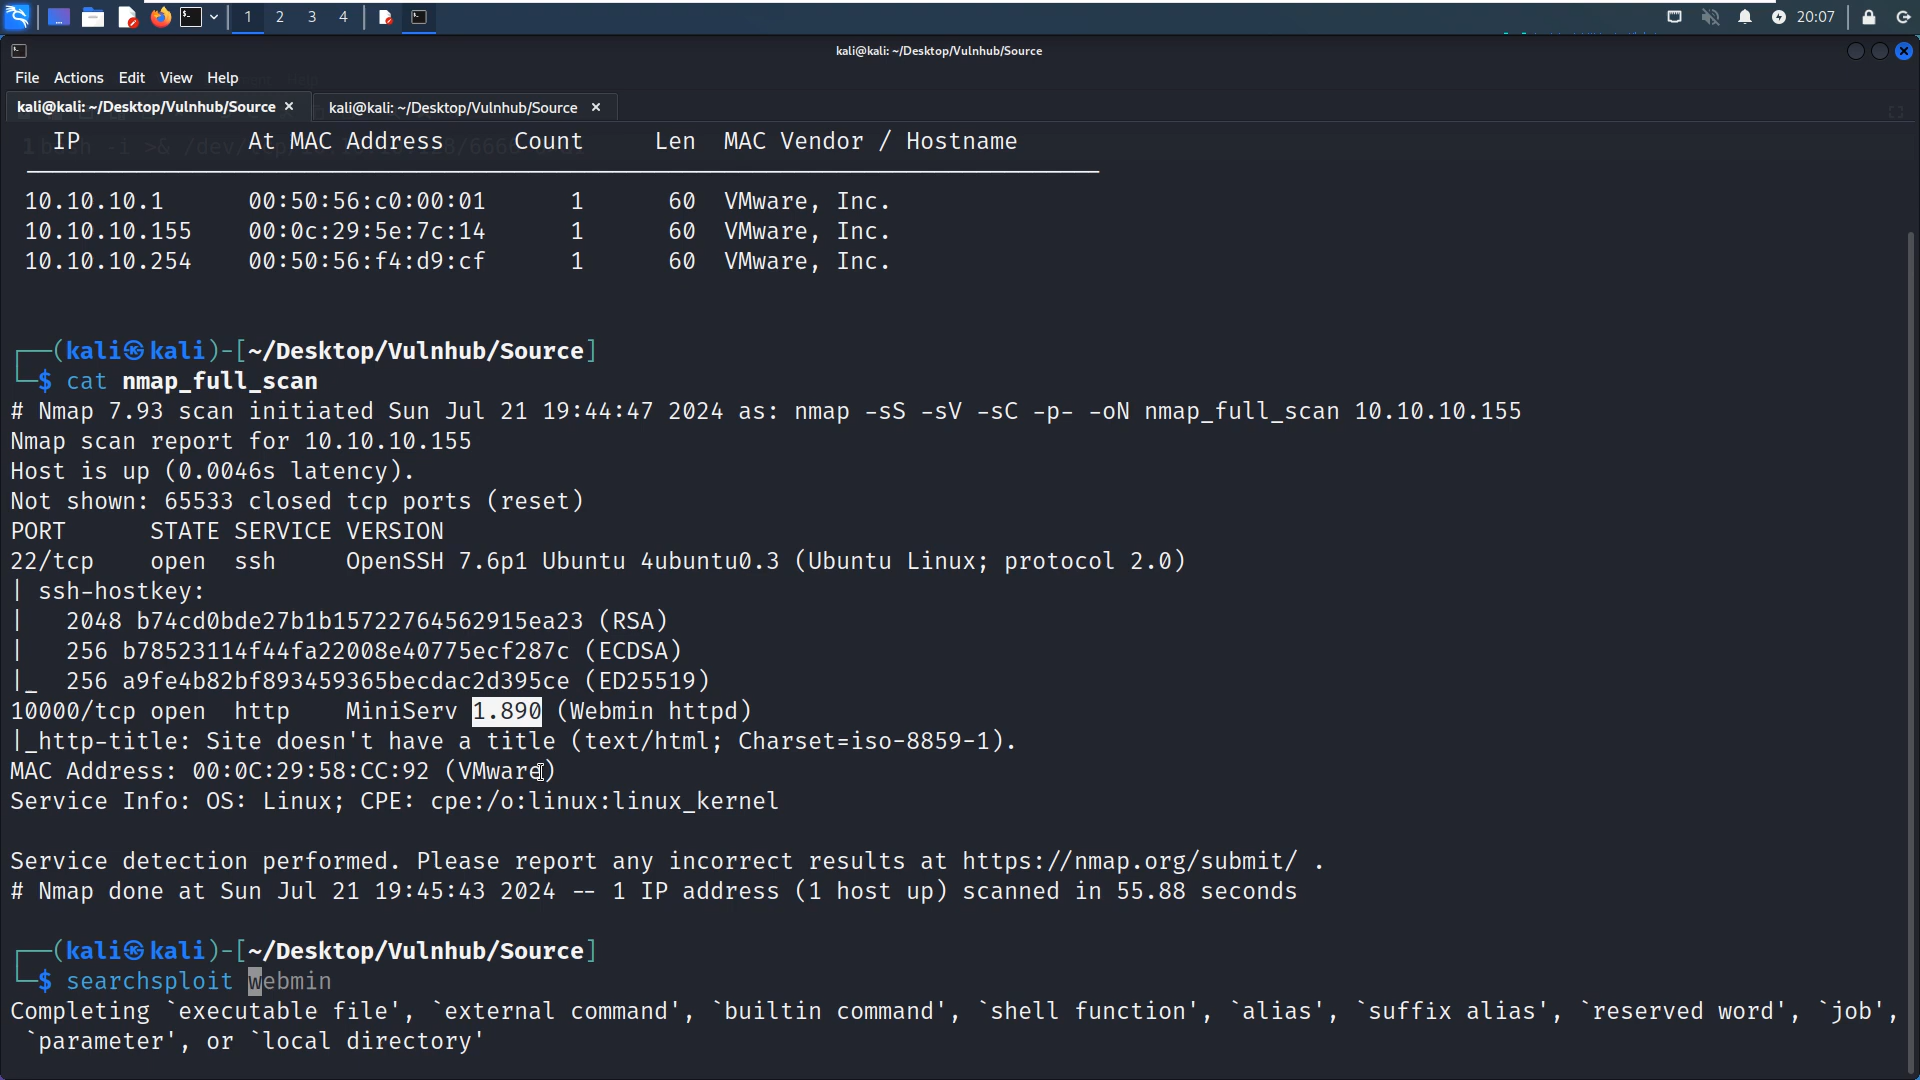 1 2 3 4 20:07
kali@kali: ~/Desktop/Vulnhub/Source
File Actions Edit View Help
kali@kali: ~/Desktop/Vulnhub/Source × kali@kali: ~/Desktop/Vulnhub/Source ×
IP At MAC Address Count Len MAC Vendor / Hostname
10.10.10.1 00:50:56:c0:00:01 1 60 VMware, Inc.
10.10.10.155 00:0c:29:5e:7c:14 1 60 VMware, Inc.
10.10.10.254 00:50:56:f4:d9:cf 1 60 VMware, Inc.
┌──(kali㉿kali)-[~/Desktop/Vulnhub/Source]
└─$ cat nmap_full_scan
# Nmap 7.93 scan initiated Sun Jul 21 19:44:47 2024 as: nmap -sS -sV -sC -p- -oN nmap_full_scan 10.10.10.155
Nmap scan report for 10.10.10.155
Host is up (0.0046s latency).
Not shown: 65533 closed tcp ports (reset)
PORT STATE SERVICE VERSION
22/tcp open ssh OpenSSH 7.6p1 Ubuntu 4ubuntu0.3 (Ubuntu Linux; protocol 2.0)
| ssh-hostkey:
| 2048 b74cd0bde27b1b15722764562915ea23 (RSA)
| 256 b78523114f44fa22008e40775ecf287c (ECDSA)
|_ 256 a9fe4b82bf893459365becdac2d395ce (ED25519)
10000/tcp open http MiniServ 1.890 (Webmin httpd)
|_http-title: Site doesn't have a title (text/html; Charset=iso-8859-1).
MAC Address: 00:0C:29:58:CC:92 (VMware)
Service Info: OS: Linux; CPE: cpe:/o:linux:linux_kernel
Service detection performed. Please report any incorrect results at https://nmap.org/submit/ .
# Nmap done at Sun Jul 21 19:45:43 2024 -- 1 IP address (1 host up) scanned in 55.88 seconds
┌──(kali㉿kali)-[~/Desktop/Vulnhub/Source]
└─$ searchsploit webmin
Completing `executable file', `external command', `builtin command', `shell function', `alias', `suffix alias', `reserved word', `job',
`parameter', or `local directory'